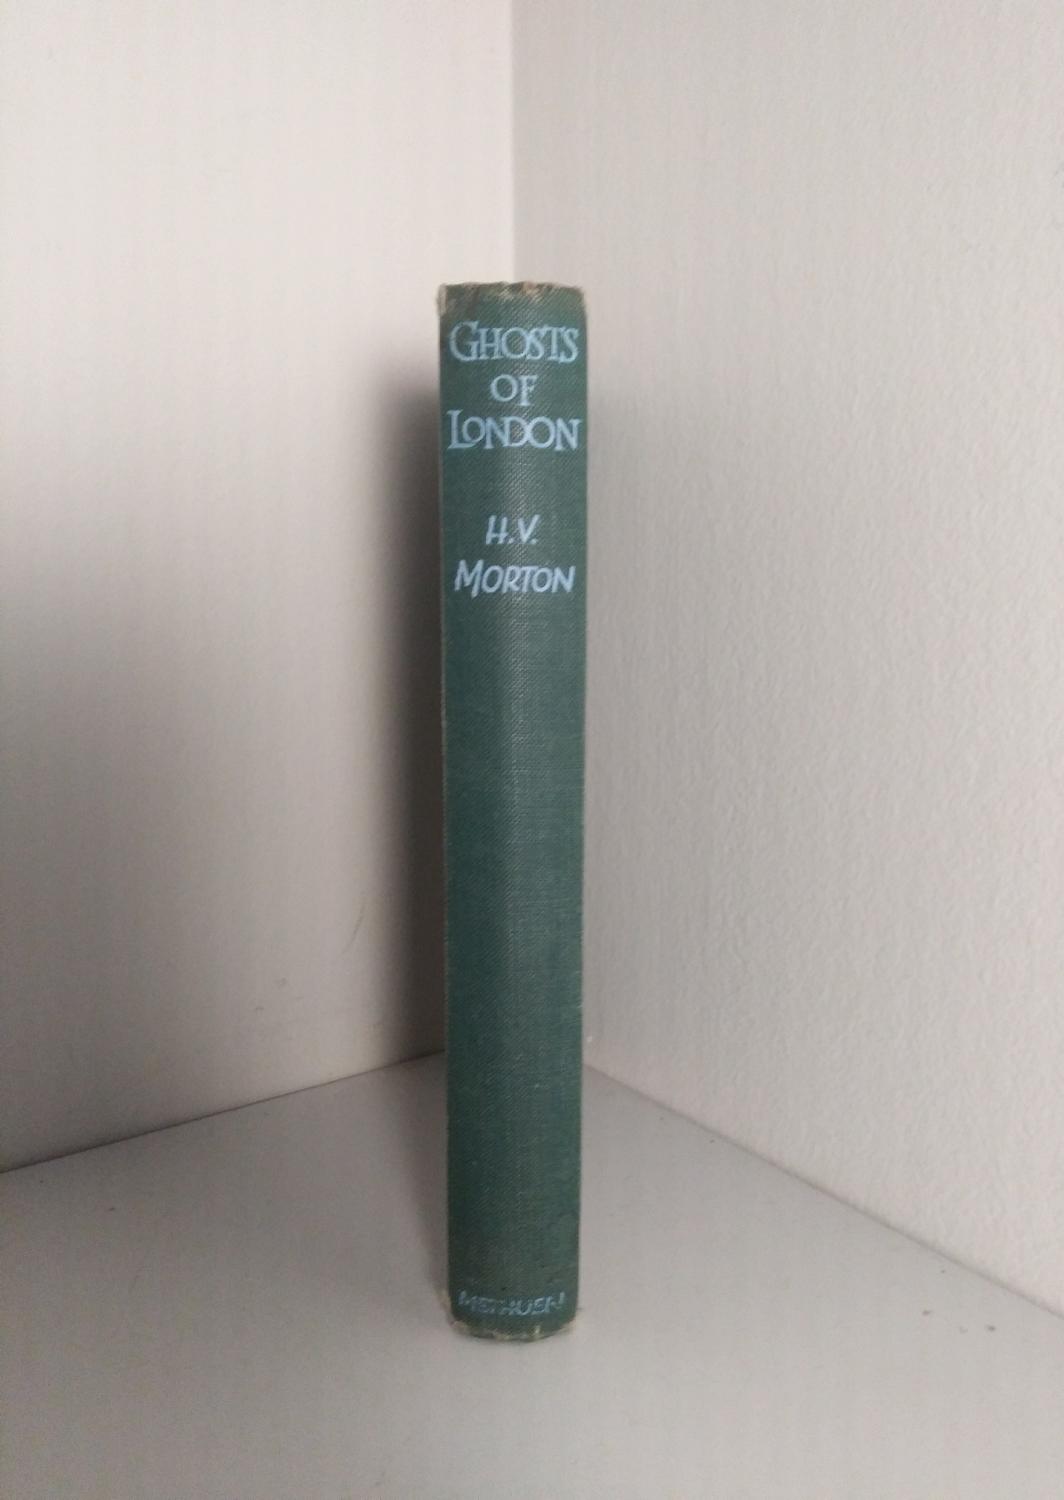 GHOSTS
OF
LONDON
H.V.
MORTON
METHUEN